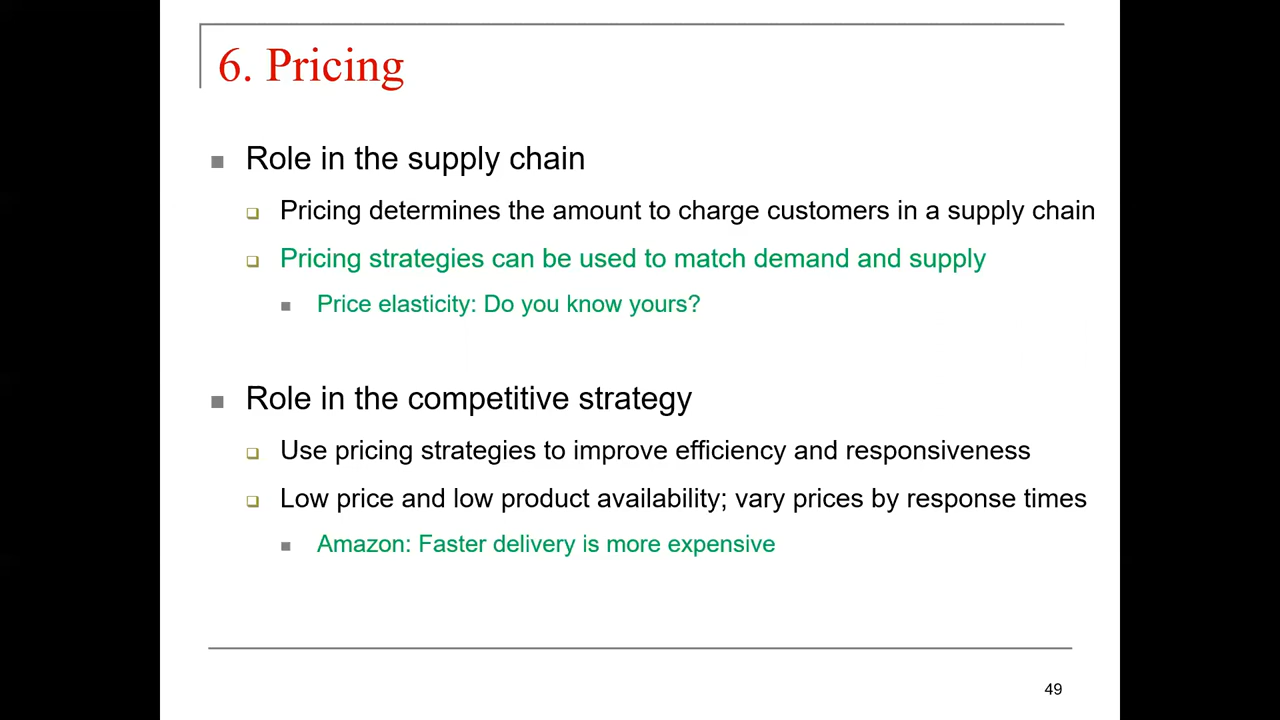 6. Pricing
Role in the supply chain
Pricing determines the amount to charge customers in a supply chain
Pricing strategies can be used to match demand and supply
Price elasticity: Do you know yours?
Role in the competitive strategy
Use pricing strategies to improve efficiency and responsiveness
Low price and low product availability; vary prices by response times
Amazon: Faster delivery is more expensive
49